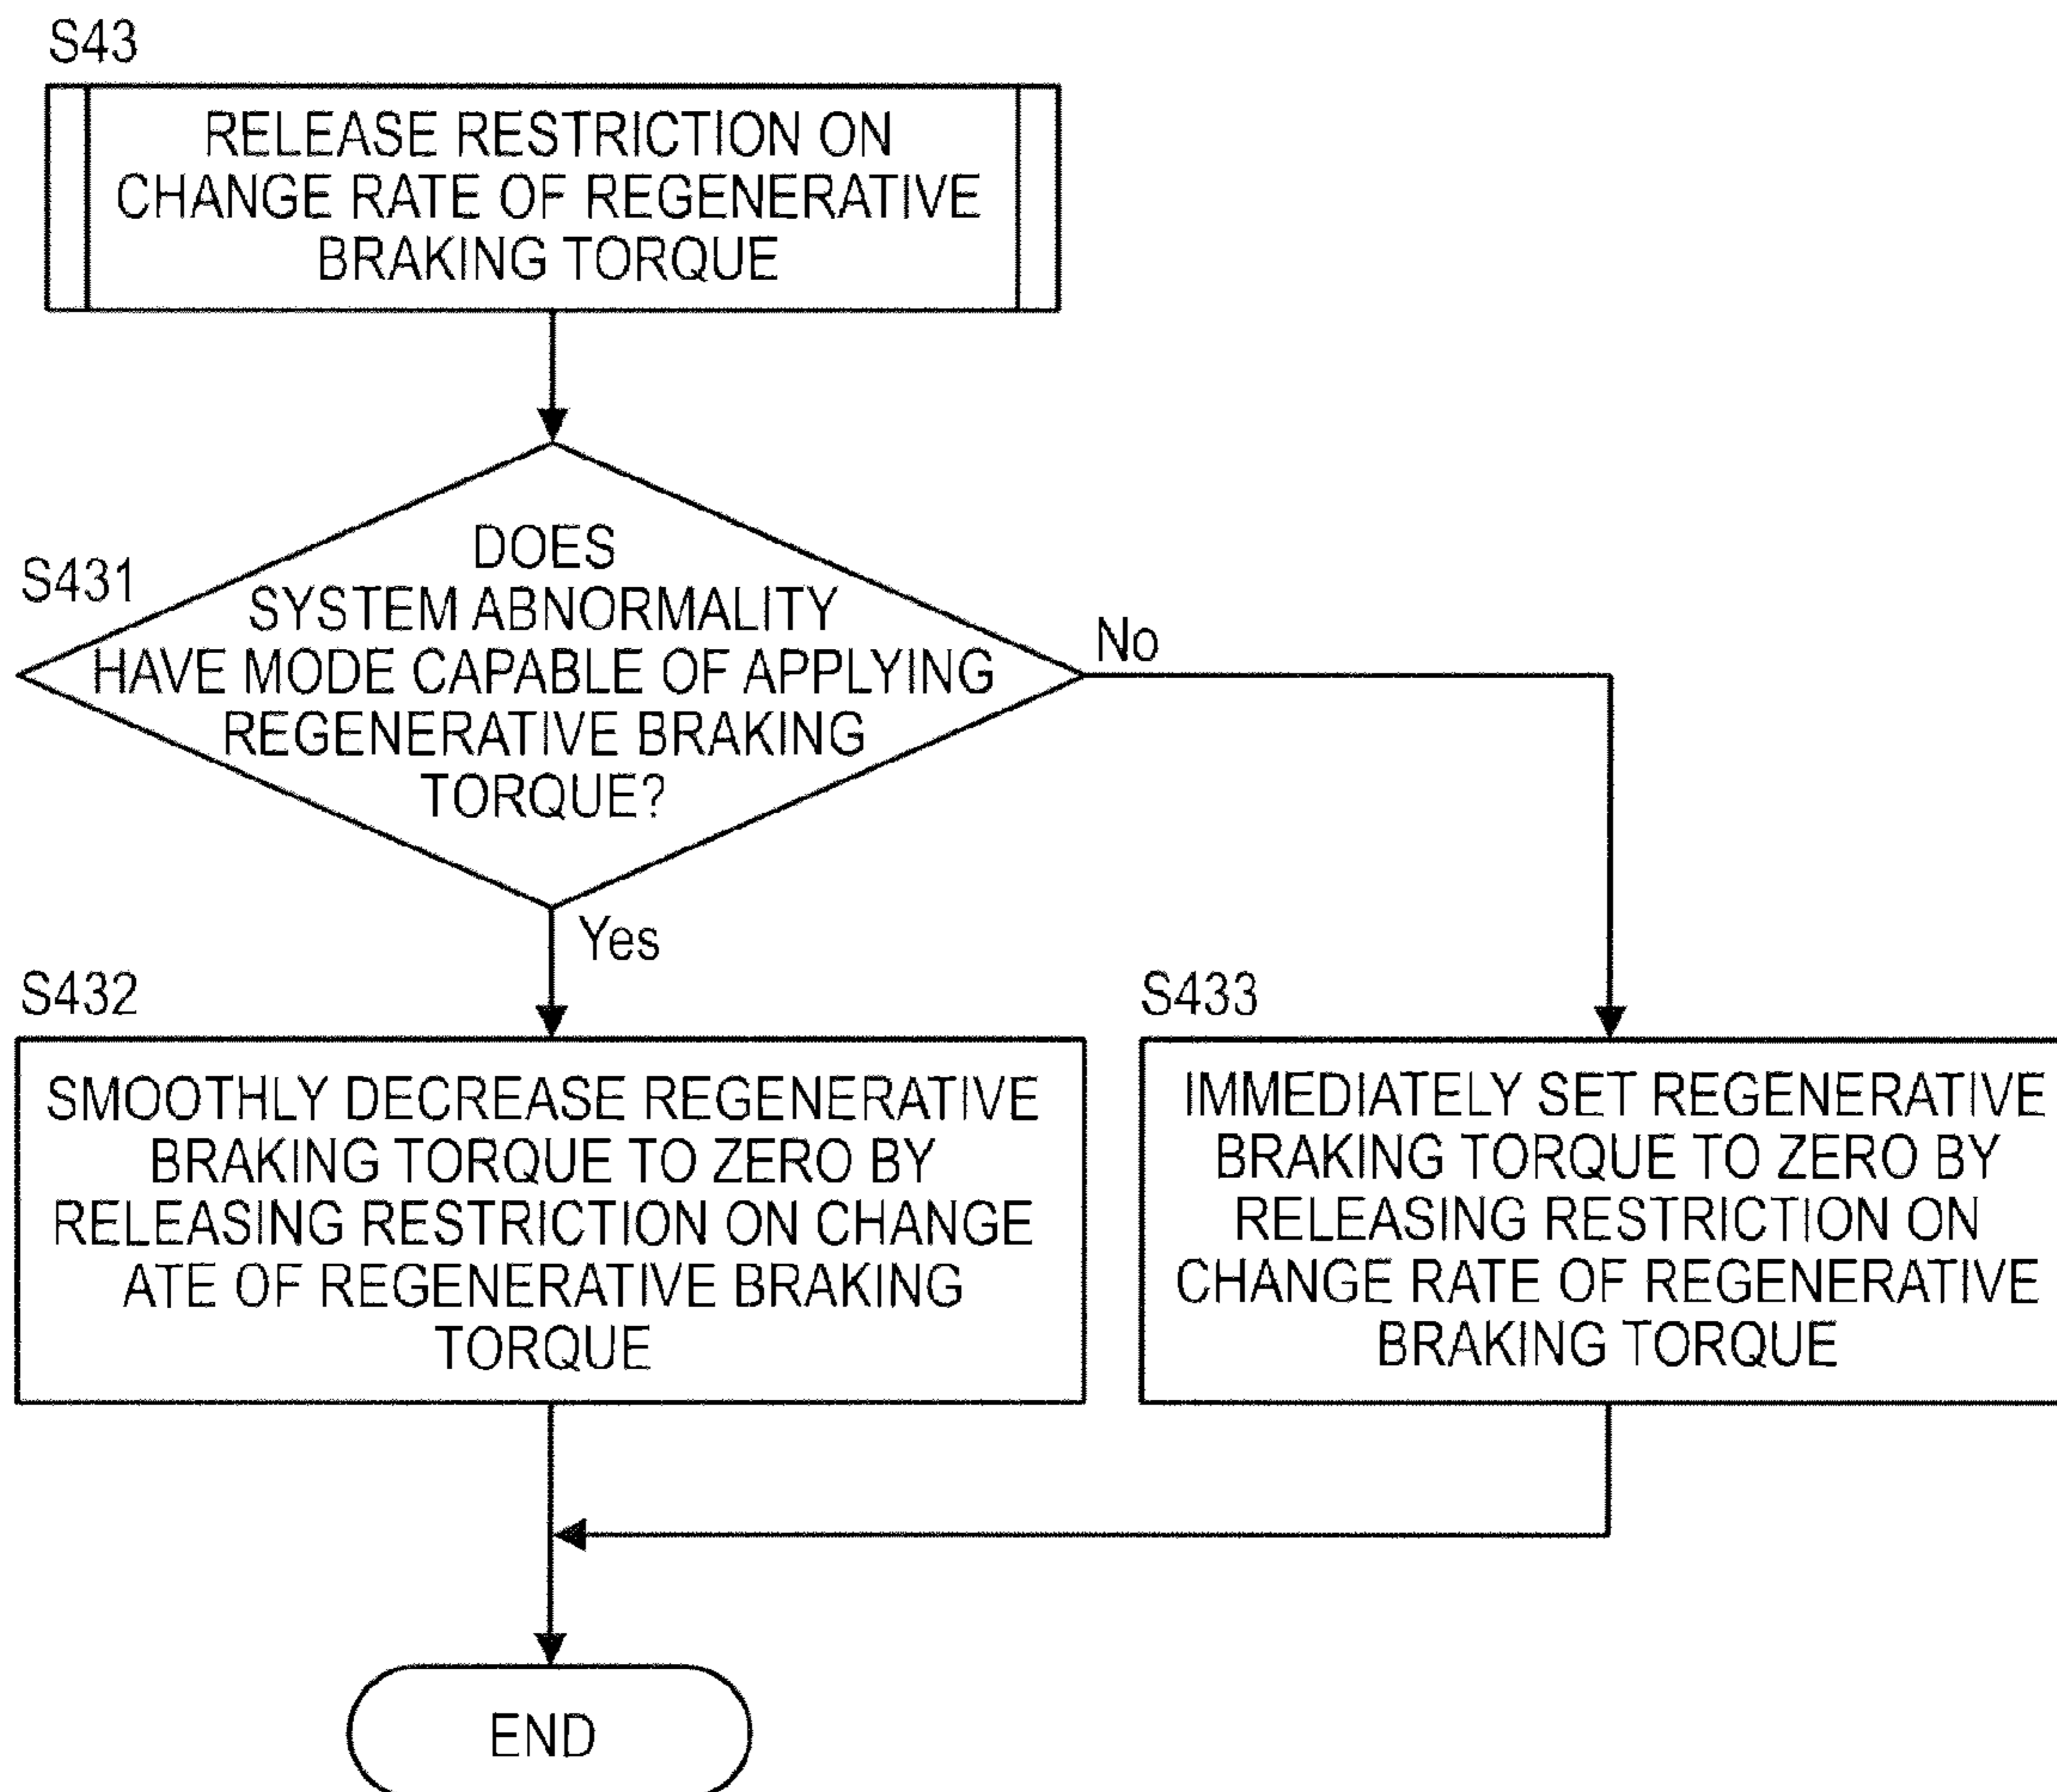 S43
RELEASE RESTRICTION ON
CHANGE RATE OF REGENERATIVE
BRAKING TORQUE
S431
DOES
SYSTEM ABNORMALITY
HAVE MODE CAPABLE OF APPLYING
REGENERATIVE BRAKING
TORQUE?
No
Yes
S432
SMOOTHLY DECREASE REGENERATIVE
BRAKING TORQUE TO ZERO BY
RELEASING RESTRICTION ON CHANGE
ATE OF REGENERATIVE BRAKING
TORQUE
S433
IMMEDIATELY SET REGENERATIVE
BRAKING TORQUE TO ZERO BY
RELEASING RESTRICTION ON
CHANGE RATE OF REGENERATIVE
BRAKING TORQUE
END